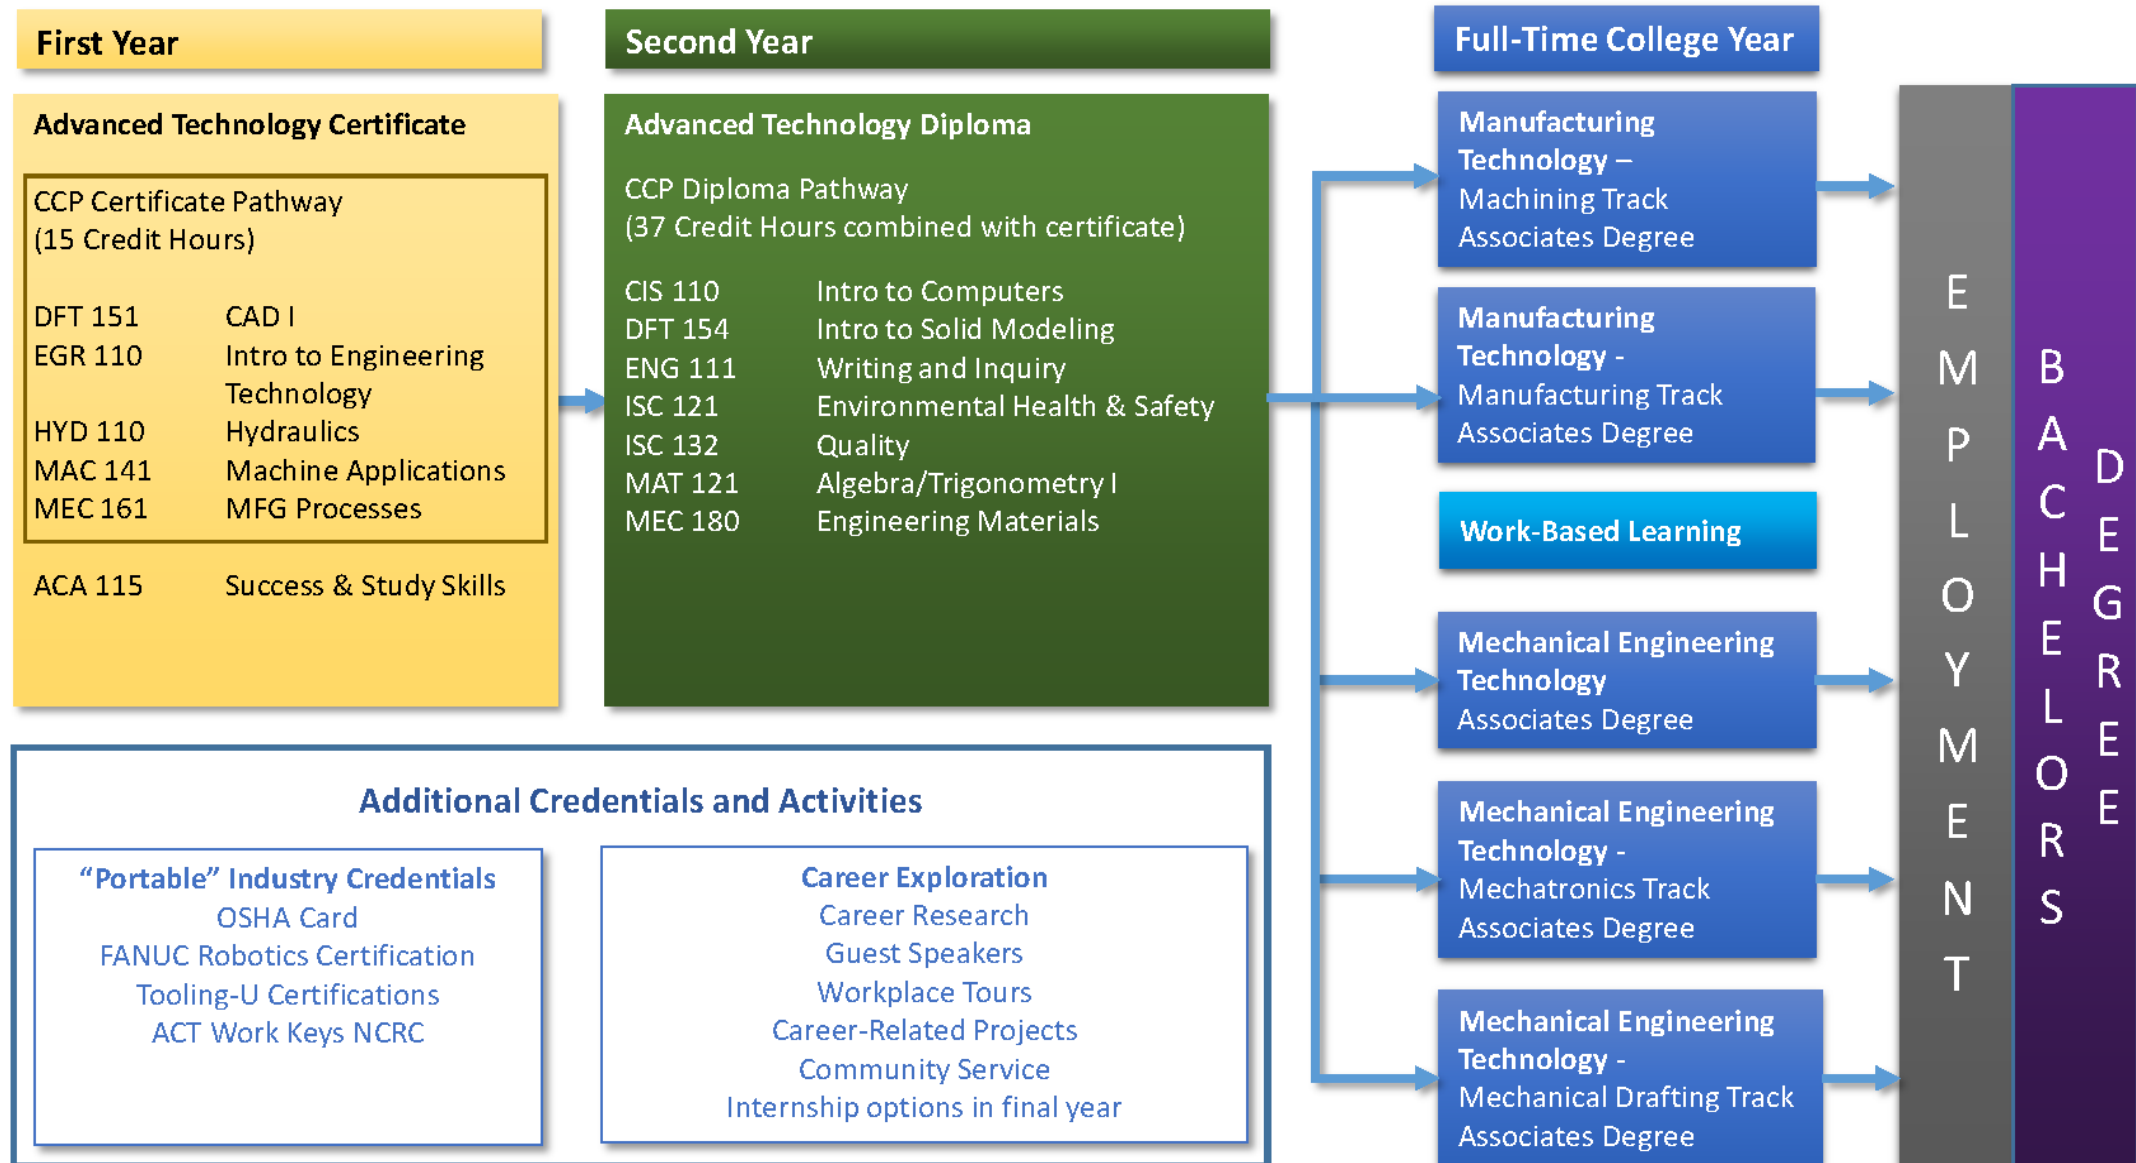 First Year
Advanced Technology Certificate
CCP Certificate Pathway
(15 Credit Hours)
DFT 151 CAD I
EGR 110 Intro to Engineering
Technology
HYD 110 Hydraulics
MAC 141 Machine Applications
MEC 161 MFG Processes
ACA 115 Success & Study Skills
Second Year
Advanced Technology Diploma
CCP Diploma Pathway
(37 Credit Hours combined with certificate)
CIS 110 Intro to Computers
DFT 154 Intro to Solid Modeling
ENG 111 Writing and Inquiry
ISC 121 Environmental Health & Safety
ISC 132 Quality
MAT 121 Algebra/Trigonometry I
MEC 180 Engineering Materials
Full-Time College Year
Manufacturing
Technology –
Machining Track
Associates Degree
Manufacturing
Technology -
Manufacturing Track
Associates Degree
Work-Based Learning
Mechanical Engineering
Technology
Associates Degree
Mechanical Engineering
Technology -
Mechatronics Track
Associates Degree
Mechanical Engineering
Technology -
Mechanical Drafting Track
Associates Degree
EMPLOYMENT
BACHELORS
DEGREE
Additional Credentials and Activities
“Portable” Industry Credentials
OSHA Card
FANUC Robotics Certification
Tooling-U Certifications
ACT Work Keys NCRC
Career Exploration
Career Research
Guest Speakers
Workplace Tours
Career-Related Projects
Community Service
Internship options in final year